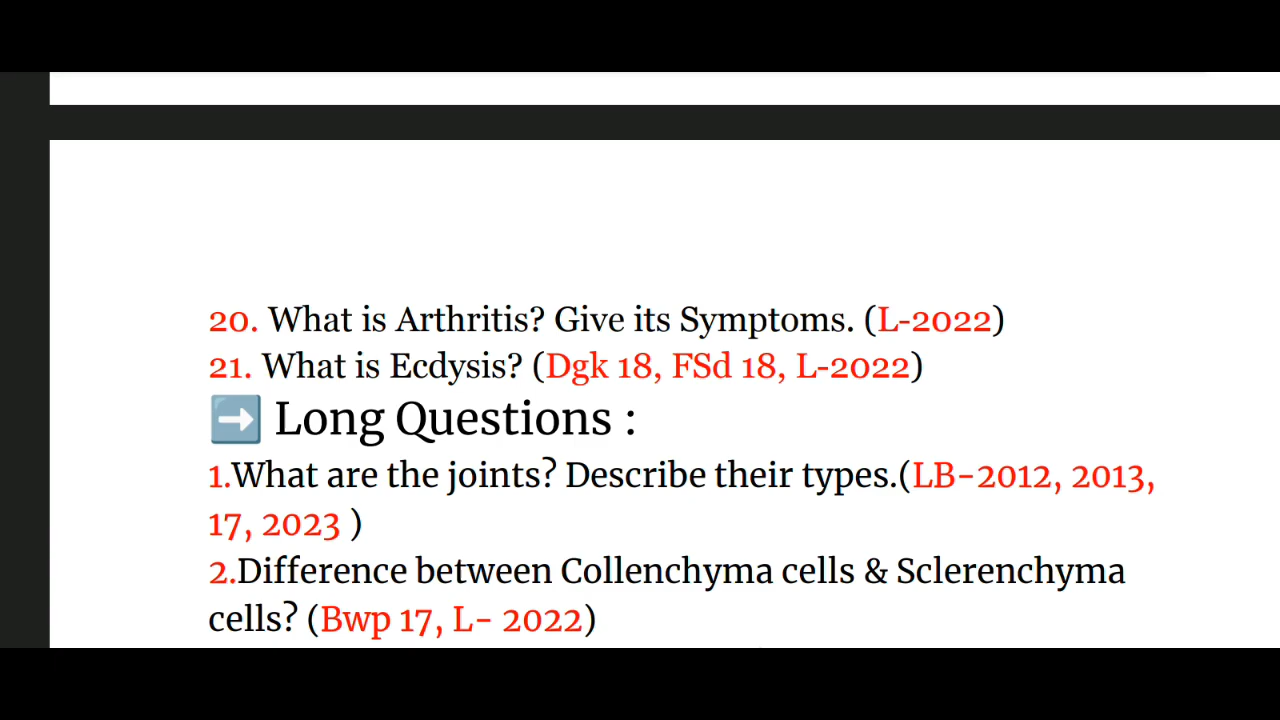 20. What is Arthritis? Give its Symptoms. (L-2022)
21. What is Ecdysis? (Dgk 18, FSd 18, L-2022)
➡️ Long Questions :
1.What are the joints? Describe their types.(LB-2012, 2013,
17, 2023 )
2.Difference between Collenchyma cells & Sclerenchyma
cells? (Bwp 17, L- 2022)